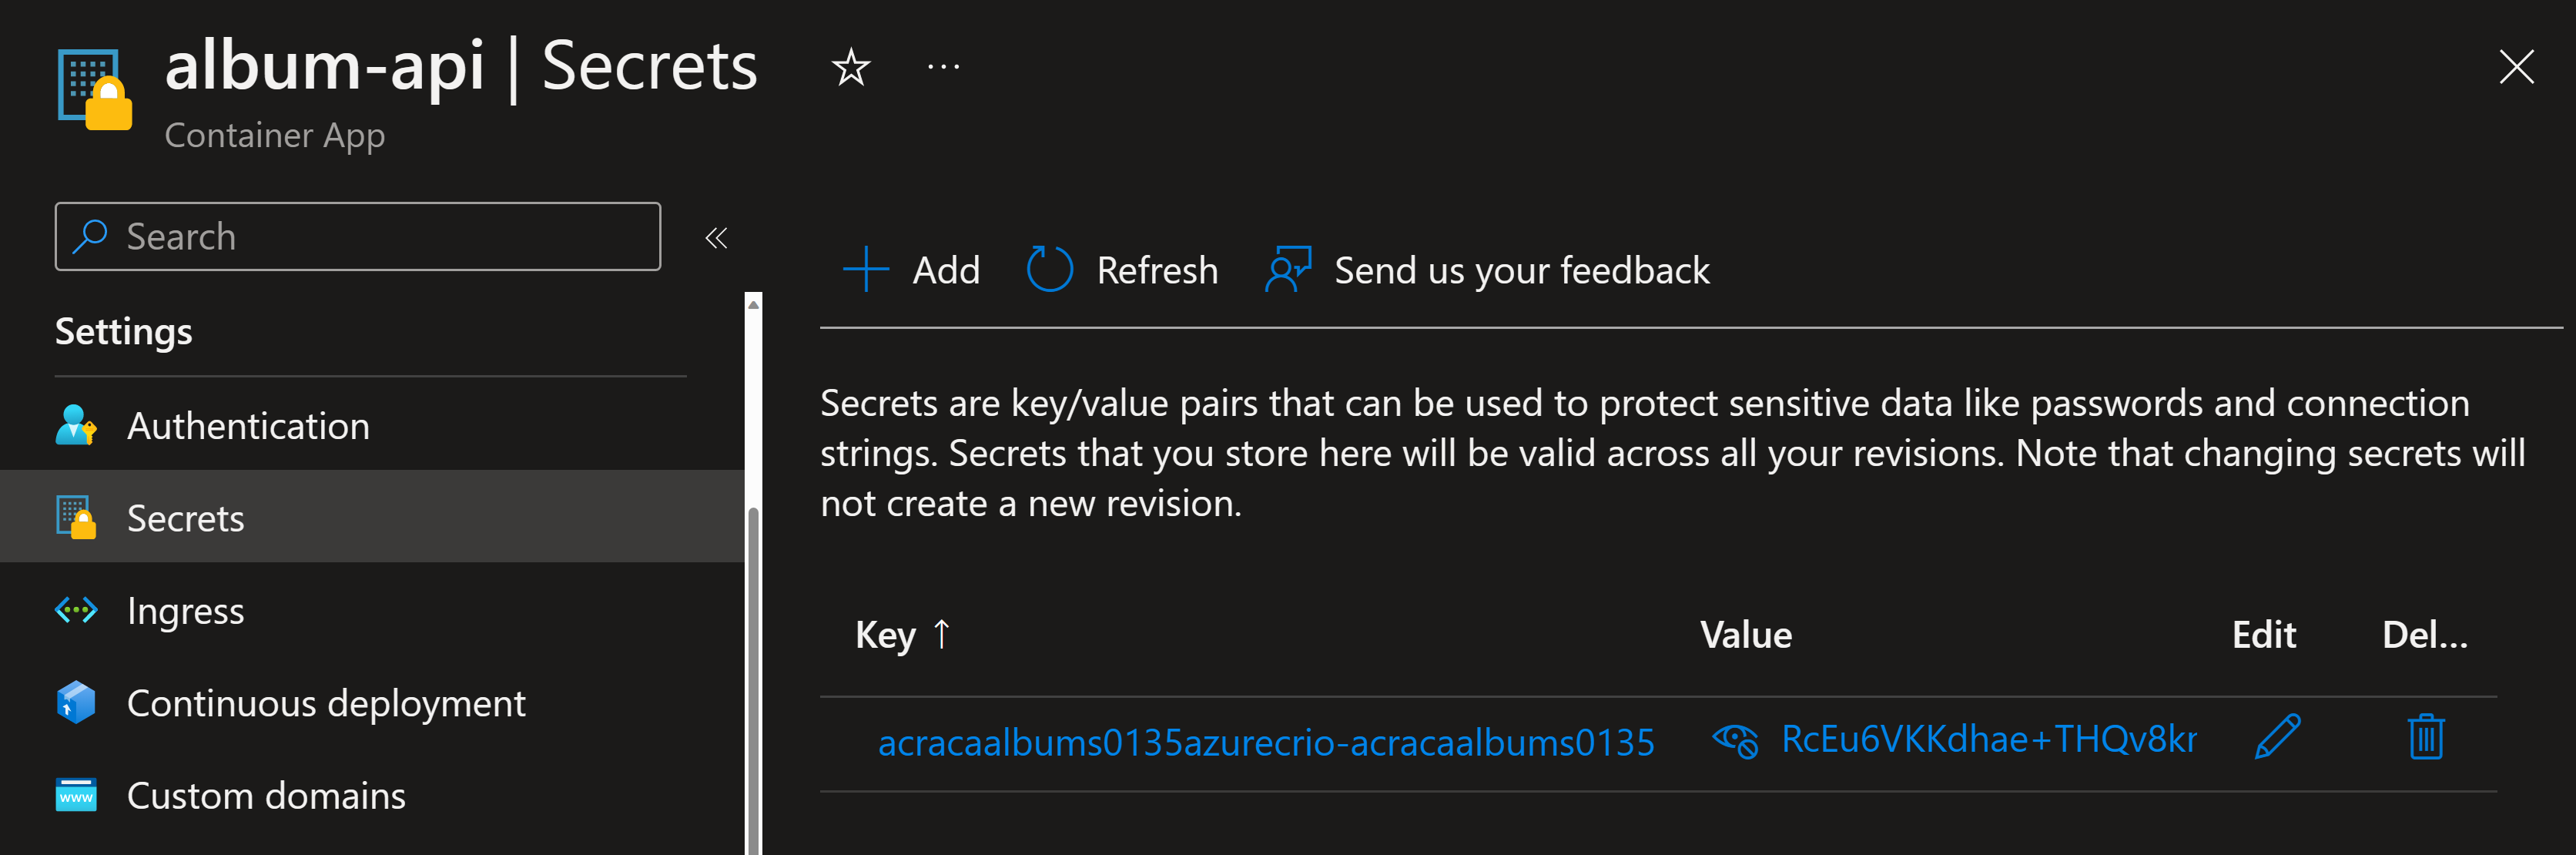 album-api | Secrets
Container App
Search
Settings
Authentication
Secrets
Ingress
Continuous deployment
Custom domains
Add
Refresh
Send us your feedback
Secrets are key/value pairs that can be used to protect sensitive data like passwords and connection
strings. Secrets that you store here will be valid across all your revisions. Note that changing secrets will
not create a new revision.
Key ↑ Value Edit Del...
acracaalbums0135azurecrio-acracaalbums0135 RcEu6VKKdhae+THQv8kr